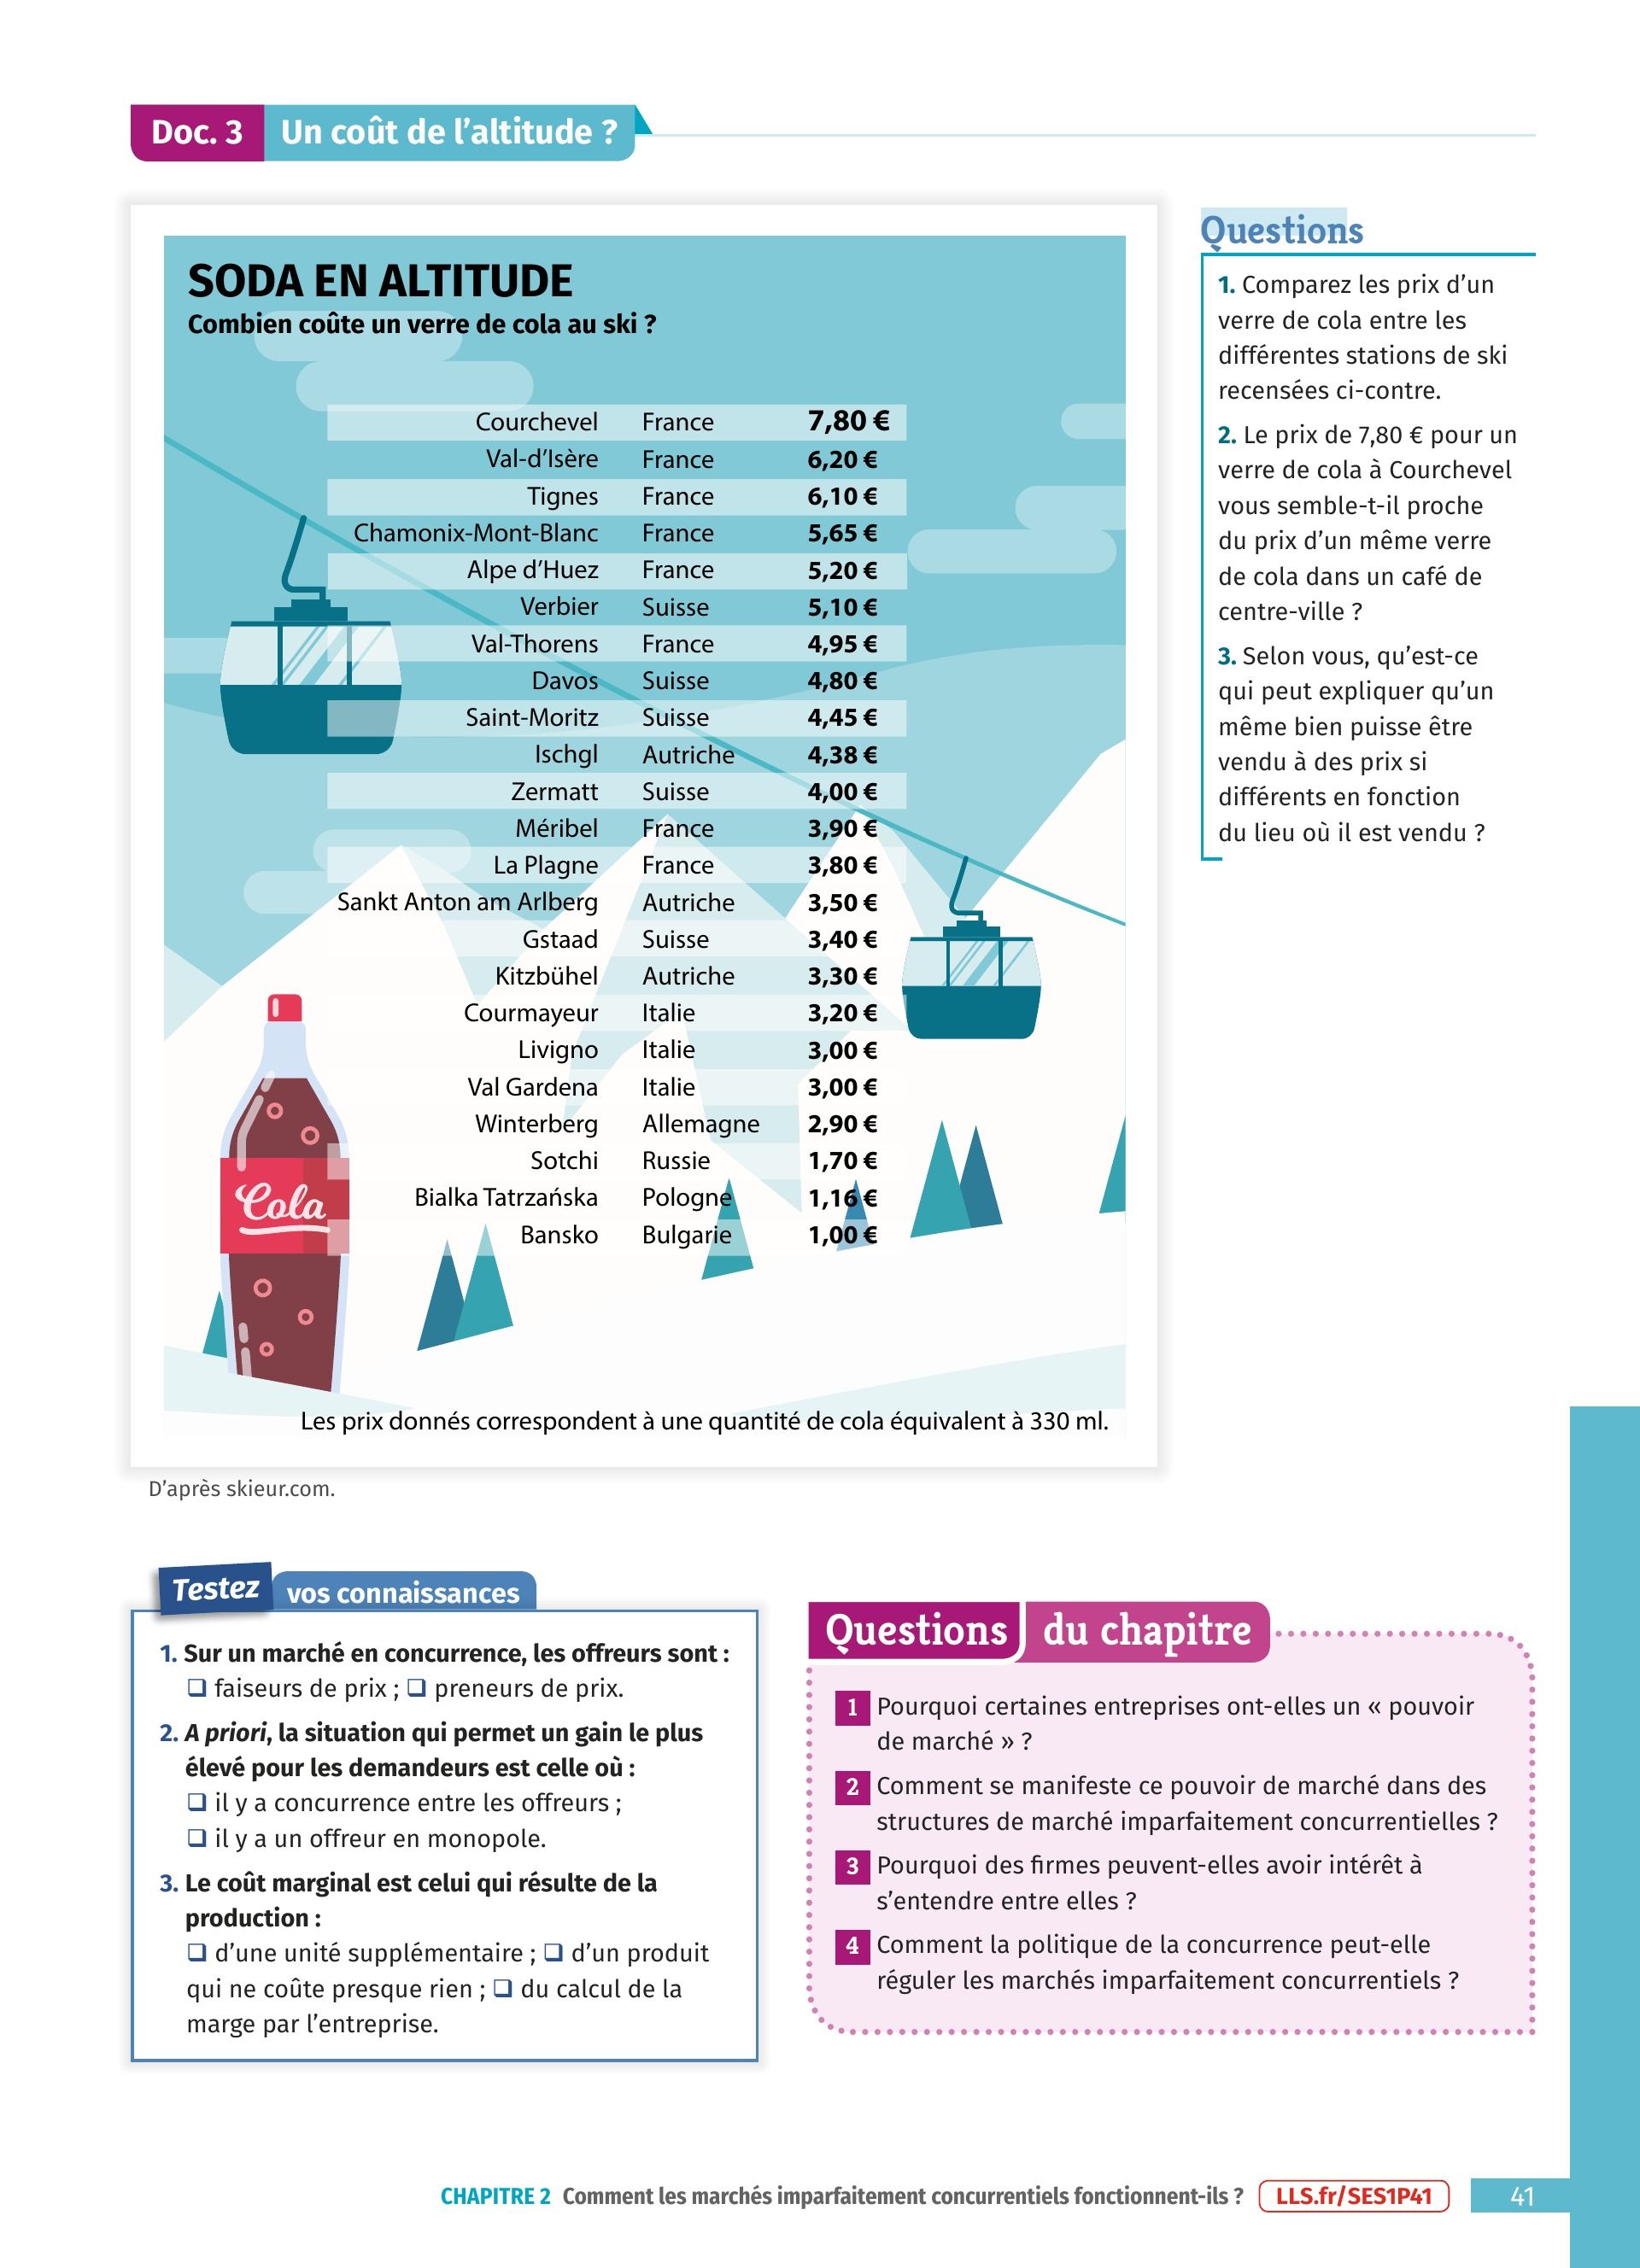 Doc. 3 Un coût de l’altitude ?
SODA EN ALTITUDE
Combien coûte un verre de cola au ski ?
Courchevel France 7,80 €
Val-d’Isère France 6,20 €
Tignes France 6,10 €
Chamonix-Mont-Blanc France 5,65 €
Alpe d’Huez France 5,20 €
Verbier Suisse 5,10 €
Val-Thorens France 4,95 €
Davos Suisse 4,80 €
Saint-Moritz Suisse 4,45 €
Ischgl Autriche 4,38 €
Zermatt Suisse 4,00 €
Méribel France 3,90 €
La Plagne France 3,80 €
Sankt Anton am Arlberg Autriche 3,50 €
Gstaad Suisse 3,40 €
Kitzbühel Autriche 3,30 €
Courmayeur Italie 3,20 €
Livigno Italie 3,00 €
Val Gardena Italie 3,00 €
Winterberg Allemagne 2,90 €
Sotchi Russie 1,70 €
Bialka Tatrzańska Pologne 1,16 €
Bansko Bulgarie 1,00 €
Cola
Les prix donnés correspondent à une quantité de cola équivalent à 330 ml.
D’après skieur.com.
Questions
1. Comparez les prix d’un
verre de cola entre les
différentes stations de ski
recensées ci-contre.
2. Le prix de 7,80 € pour un
verre de cola à Courchevel
vous semble-t-il proche
du prix d’un même verre
de cola dans un café de
centre-ville ?
3. Selon vous, qu’est-ce
qui peut expliquer qu’un
même bien puisse être
vendu à des prix si
différents en fonction
du lieu où il est vendu ?
Testez vos connaissances
1. Sur un marché en concurrence, les offreurs sont :
❑ faiseurs de prix ; ❑ preneurs de prix.
2. A priori, la situation qui permet un gain le plus
élevé pour les demandeurs est celle où :
❑ il y a concurrence entre les offreurs ;
❑ il y a un offreur en monopole.
3. Le coût marginal est celui qui résulte de la
production :
❑ d’une unité supplémentaire ; ❑ d’un produit
qui ne coûte presque rien ; ❑ du calcul de la
marge par l’entreprise.
Questions du chapitre
1 Pourquoi certaines entreprises ont-elles un « pouvoir
de marché » ?
2 Comment se manifeste ce pouvoir de marché dans des
structures de marché imparfaitement concurrentielles ?
3 Pourquoi des firmes peuvent-elles avoir intérêt à
s’entendre entre elles ?
4 Comment la politique de la concurrence peut-elle
réguler les marchés imparfaitement concurrentiels ?
CHAPITRE 2 Comment les marchés imparfaitement concurrentiels fonctionnent-ils ? LLS.fr/SES1P41 41